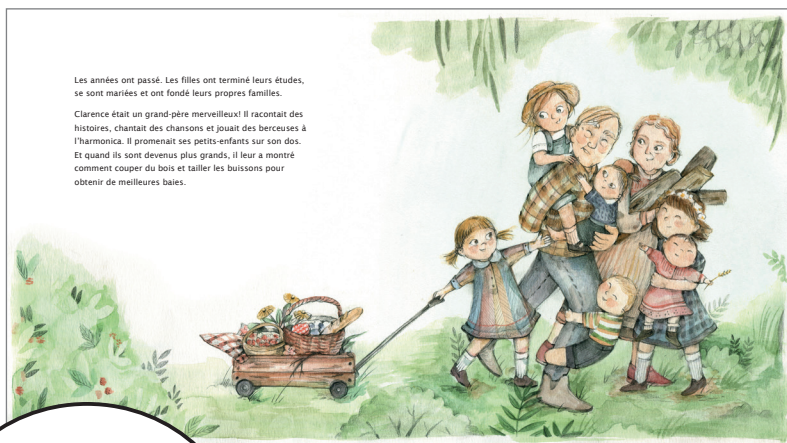 Les années ont passé. Les filles ont terminé leurs études,
se sont mariées et ont fondé leurs propres familles.
Clarence était un grand-père merveilleux! Il racontait des
histoires, chantait des chansons et jouait des berceuses à
l'harmonica. Il promenait ses petits-enfants sur son dos.
Et quand ils sont devenus plus grands, il leur a montré
comment couper du bois et tailler les buissons pour
obtenir de meilleures baies.